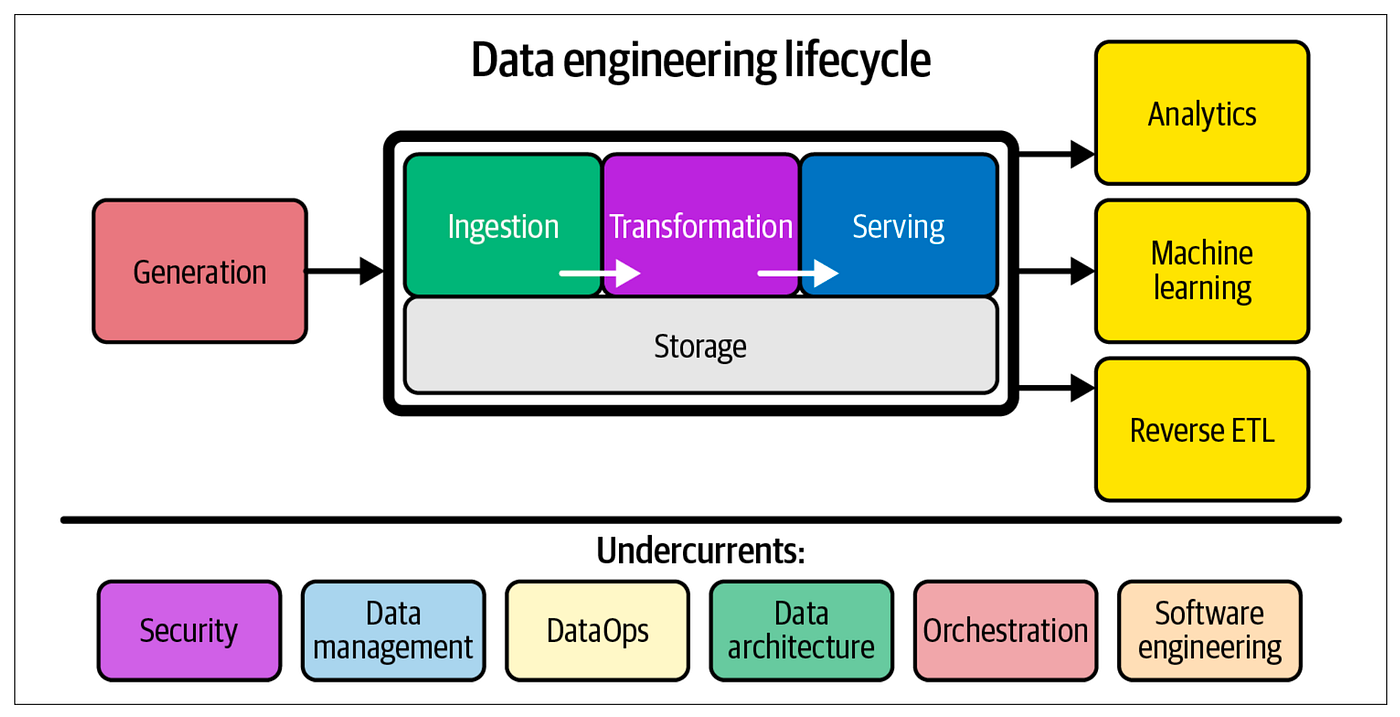 Data engineering lifecycle
Generation
Ingestion
Transformation
Serving
Storage
Analytics
Machine
learning
Reverse ETL
Undercurrents:
Security
Data
management
DataOps
Data
architecture
Orchestration
Software
engineering